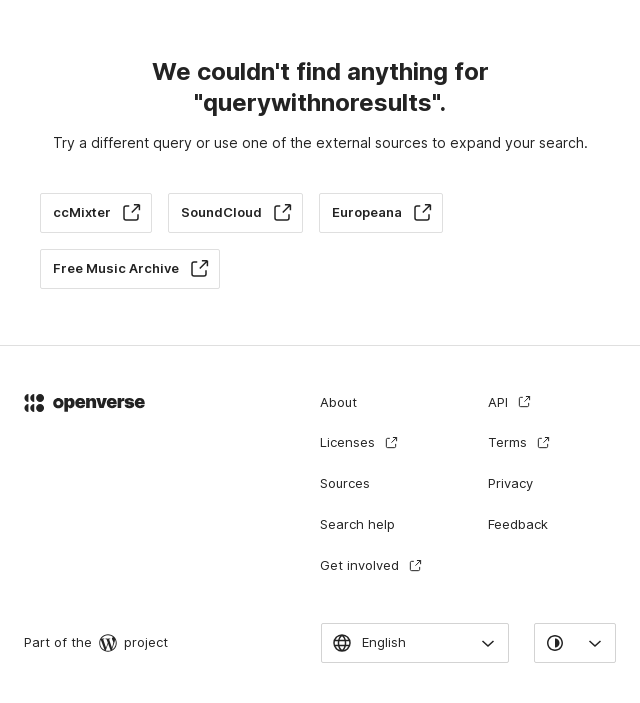 We couldn't find anything for
"querywithnoresults".
Try a different query or use one of the external sources to expand your search.
ccMixter
SoundCloud
Europeana
Free Music Archive
openverse
About
API
Licenses
Terms
Sources
Privacy
Search help
Feedback
Get involved
Part of the project
English